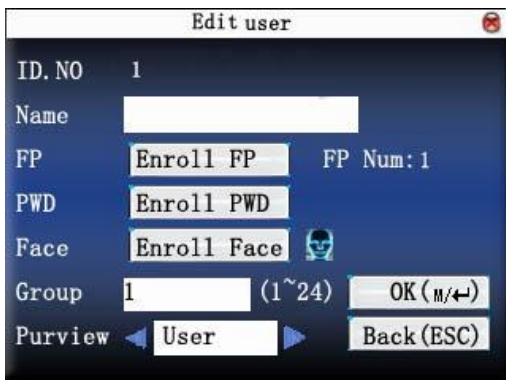 Edit user
ID.NO 1
Name
FP Enroll FP FP Num:1
PWD Enroll PWD
Face Enroll Face
Group 1 (1~24) OK(M/↵)
Purview User Back(ESC)